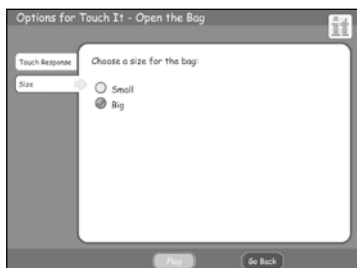 Options for Touch It - Open the Bag
it
Touch Response
Choose a size for the bag:
Size
Small
Big
Play
Go Back